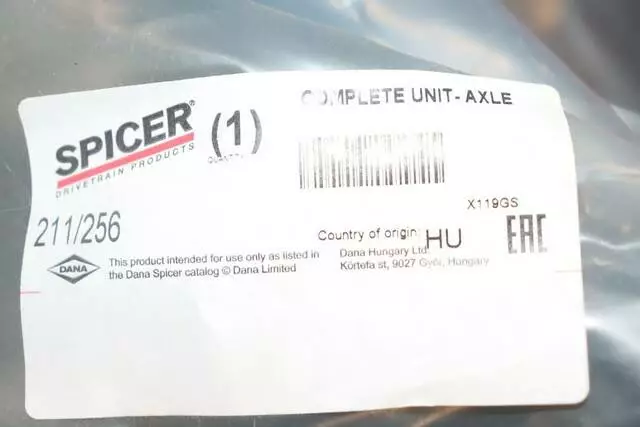 COMPLETE UNIT- AXLE
SPICER®
DRIVETRAIN PRODUCTS
(1)
QUANTITY
X119GS
211/256
Country of origin: HU
EAC
DANA
This product intended for use only as listed in
the Dana Spicer catalog © Dana Limited
Dana Hungary Ltd.
Körtefa st, 9027 Győr, Hungary